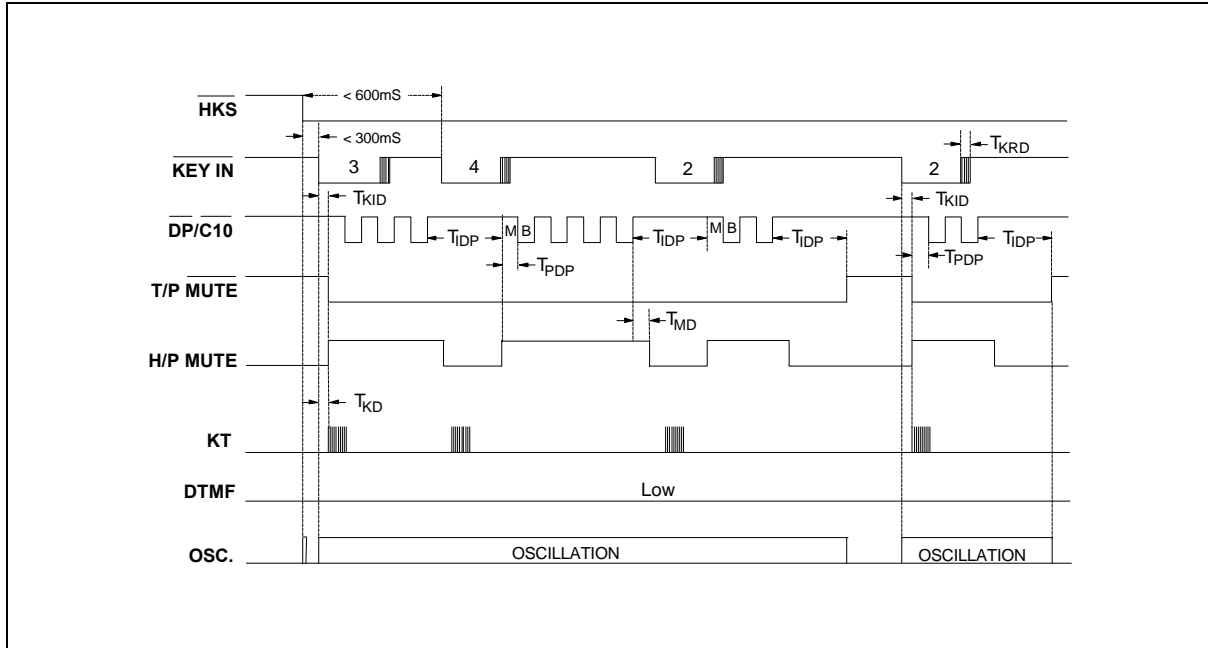 < 600mS
HKS
< 300mS
TKRD
KEY IN
3 4 2 2
TKID TKID
DP/C10
TIDP M B TIDP M B TIDP TIDP
TPDP TPDP
T/P MUTE
TMD
H/P MUTE
TKD
KT
DTMF
Low
OSC.
OSCILLATION OSCILLATION